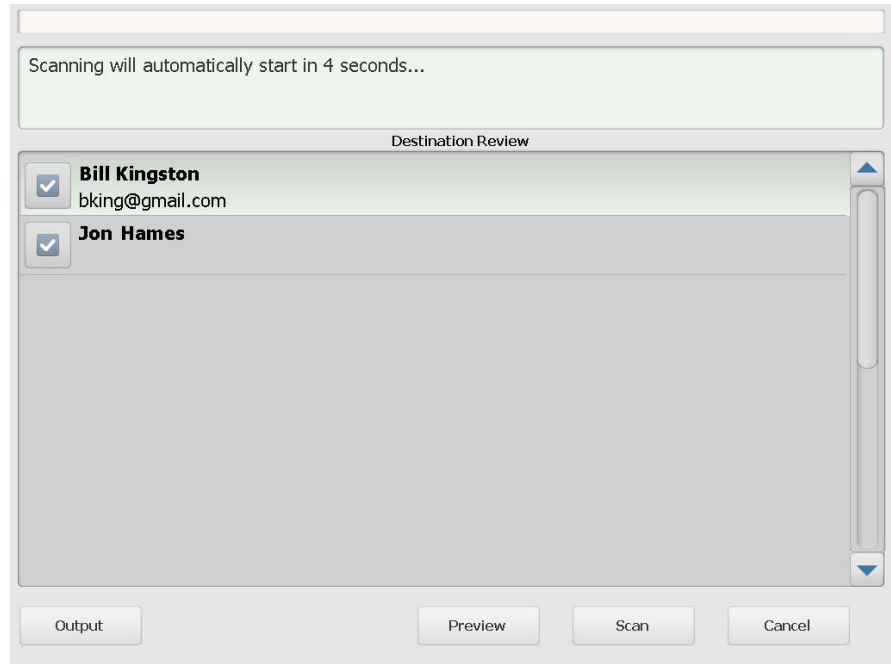 Scanning will automatically start in 4 seconds...
Destination Review
Bill Kingston
bking@gmail.com
Jon Hames
Output
Preview
Scan
Cancel